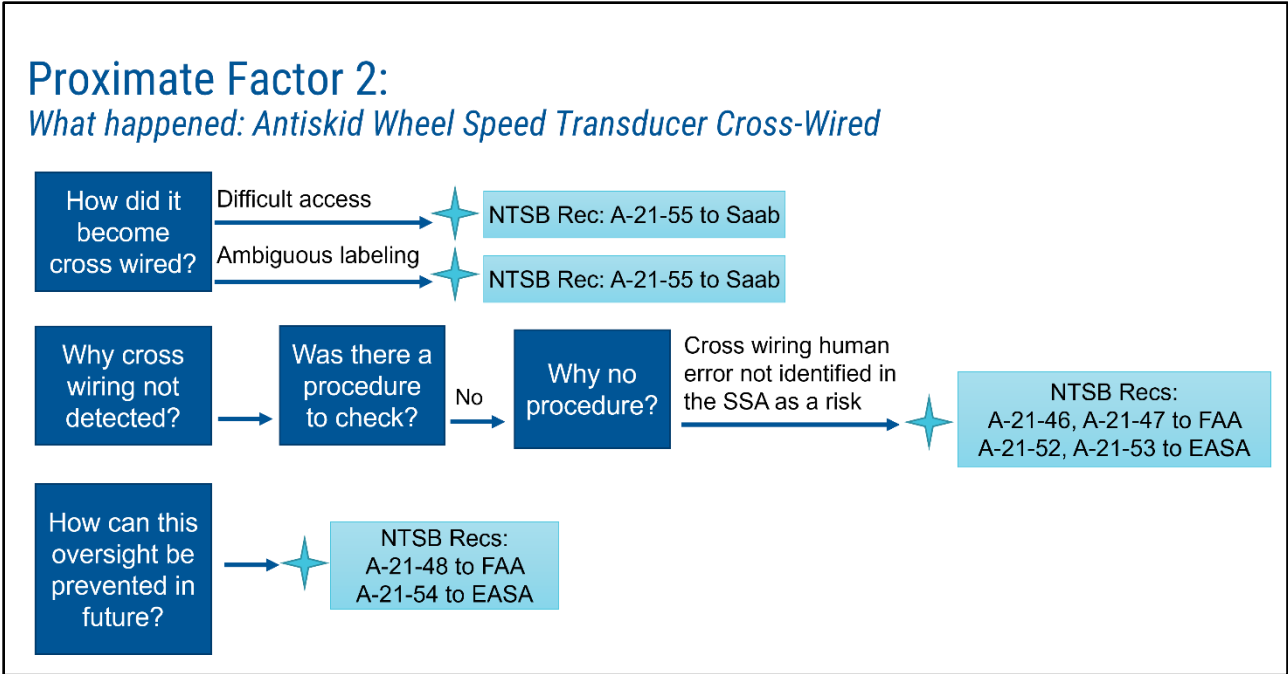 Proximate Factor 2:
What happened: Antiskid Wheel Speed Transducer Cross-Wired
How did it
become
cross wired?
Difficult access
NTSB Rec: A-21-55 to Saab
Ambiguous labeling
NTSB Rec: A-21-55 to Saab
Why cross
wiring not
detected?
Was there a
procedure
to check?
No
Why no
procedure?
Cross wiring human
error not identified in
the SSA as a risk
NTSB Recs:
A-21-46, A-21-47 to FAA
A-21-52, A-21-53 to EASA
How can this
oversight be
prevented in
future?
NTSB Recs:
A-21-48 to FAA
A-21-54 to EASA